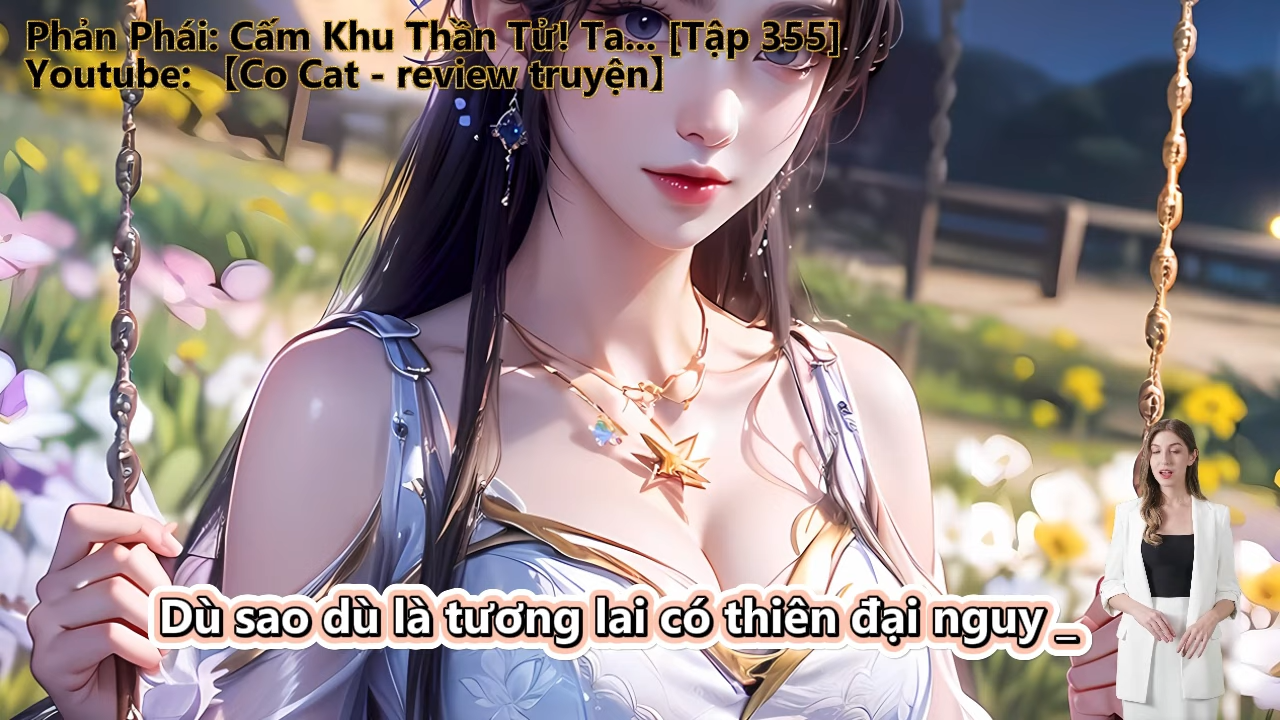 Phản Phái: Cấm Khu Thần Tử! Ta... [Tập 355]
Youtube: 【Co Cat - review truyện】
Dù sao dù là tương lai có thiên đại nguy _